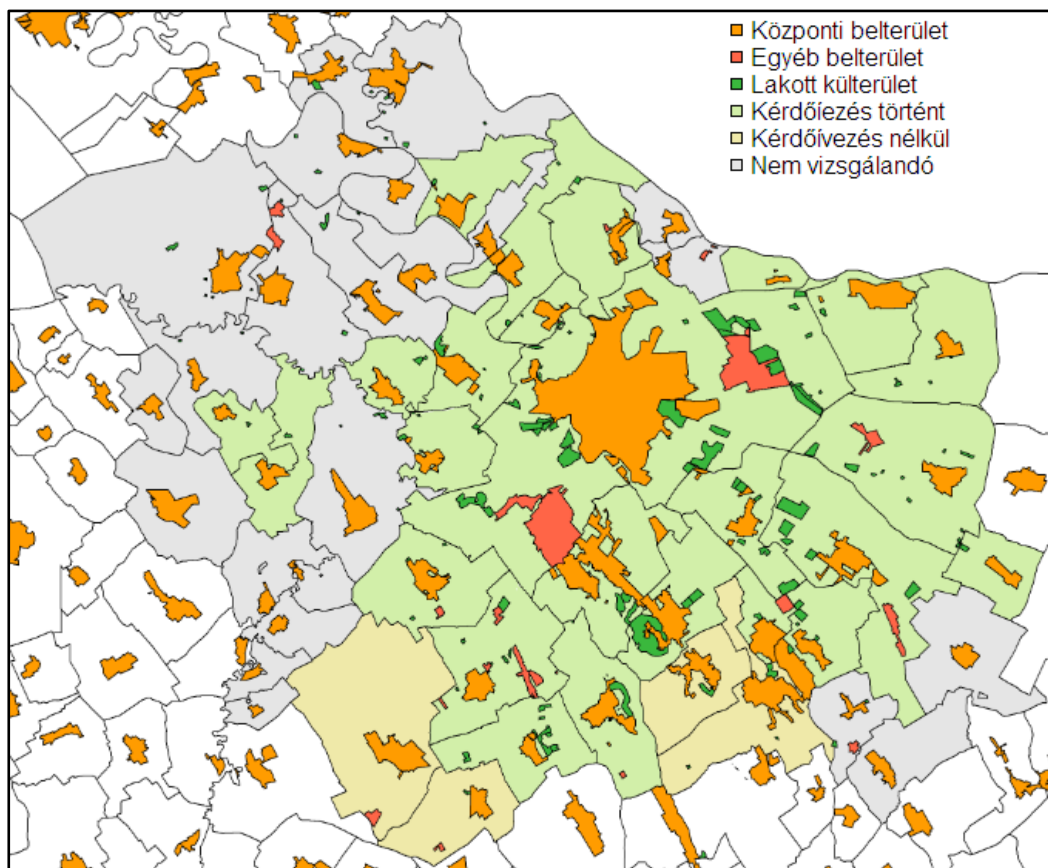 Központi belterület
Egyéb belterület
Lakott külterület
Kérdőíezés történt
Kérdőívezés nélkül
Nem vizsgálandó